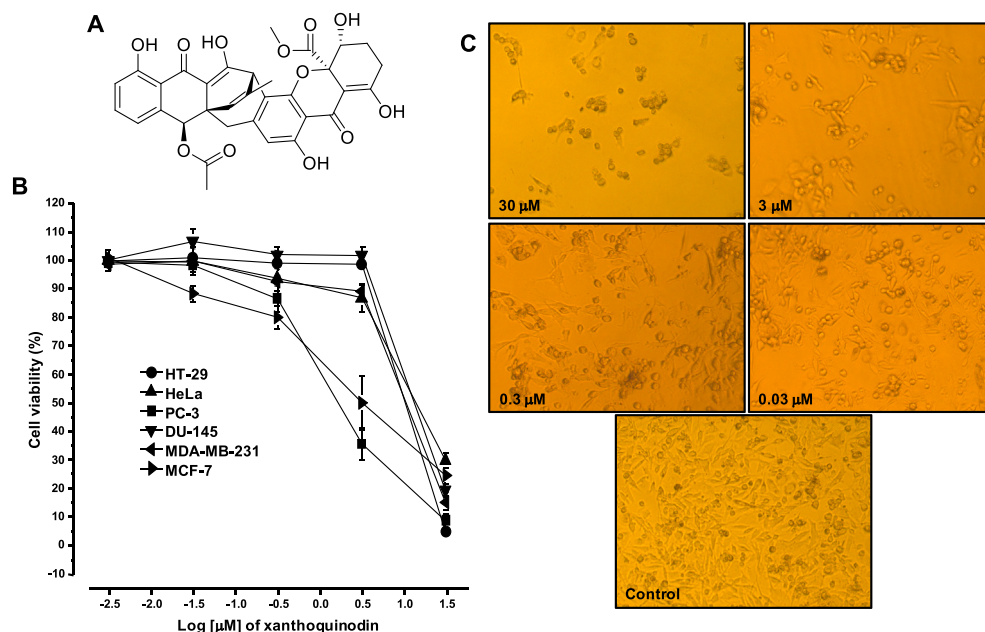 A
OH
O
OH
O
O
OH
O
O
OH
O
OH
O
O
B
Cell viability (%)
120
110
100
90
80
70
60
50
40
30
20
10
0
-10
HT-29
HeLa
PC-3
DU-145
MDA-MB-231
MCF-7
-2.5 -2.0 -1.5 -1.0 -0.5 0.0 0.5 1.0 1.5
Log [µM] of xanthoquinodin
C
30 µM
3 µM
0.3 µM
0.03 µM
Control